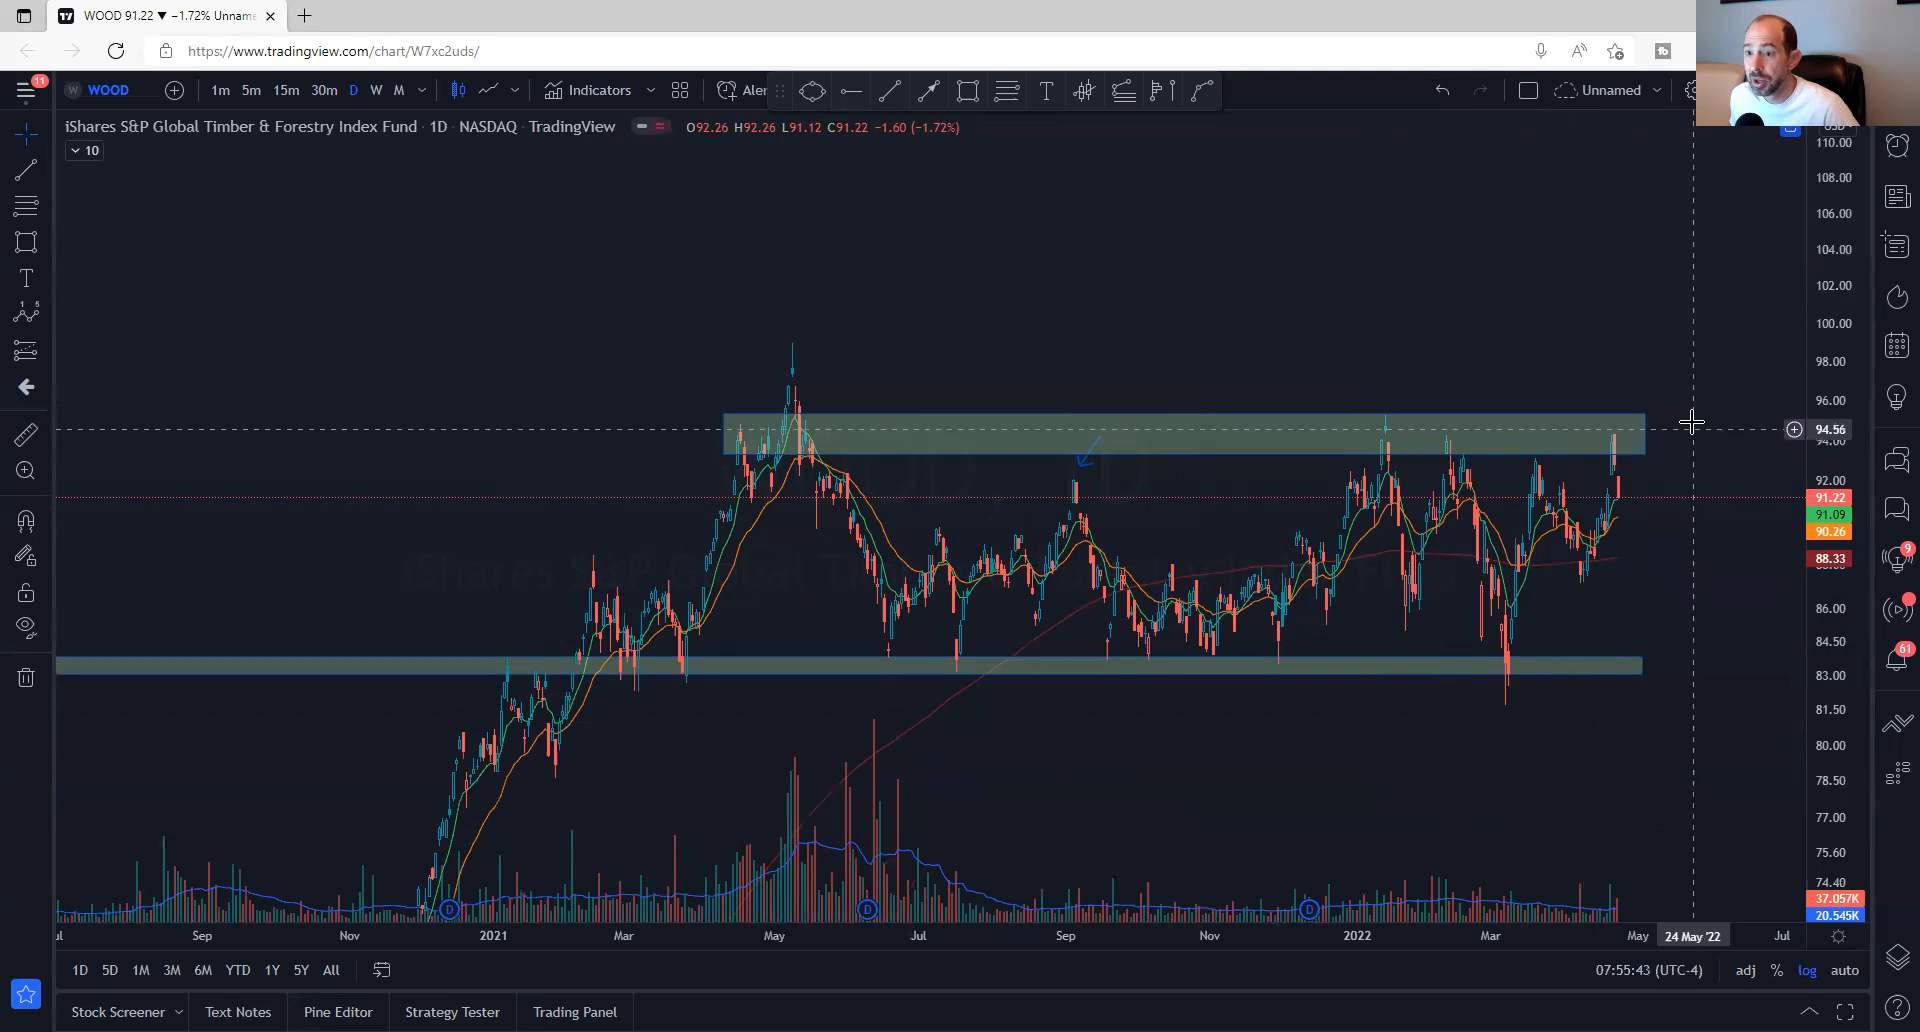 WOOD 91.22 ▼ −1.72% Unname
https://www.tradingview.com/chart/W7xc2uds/
11
WOOD 1m 5m 15m 30m D W M Indicators Aler Unnamed
iShares S&P Global Timber & Forestry Index Fund · 1D · NASDAQ · TradingView O92.26 H92.26 L91.12 C91.22 −1.60 (−1.72%)
10
110.00
108.00
106.00
104.00
102.00
100.00
98.00
96.00
94.56
94.00
92.00
91.22
91.09
90.26
88.33
86.00
84.50
83.00
81.50
80.00
78.50
77.00
75.60
74.40
37.057K
20.545K
9
61
D D D
Sep Nov 2021 Mar May Jul Sep Nov 2022 Mar May 24 May '22 Jul
1D 5D 1M 3M 6M YTD 1Y 5Y All 07:55:43 (UTC-4) adj % log auto
Stock Screener Text Notes Pine Editor Strategy Tester Trading Panel